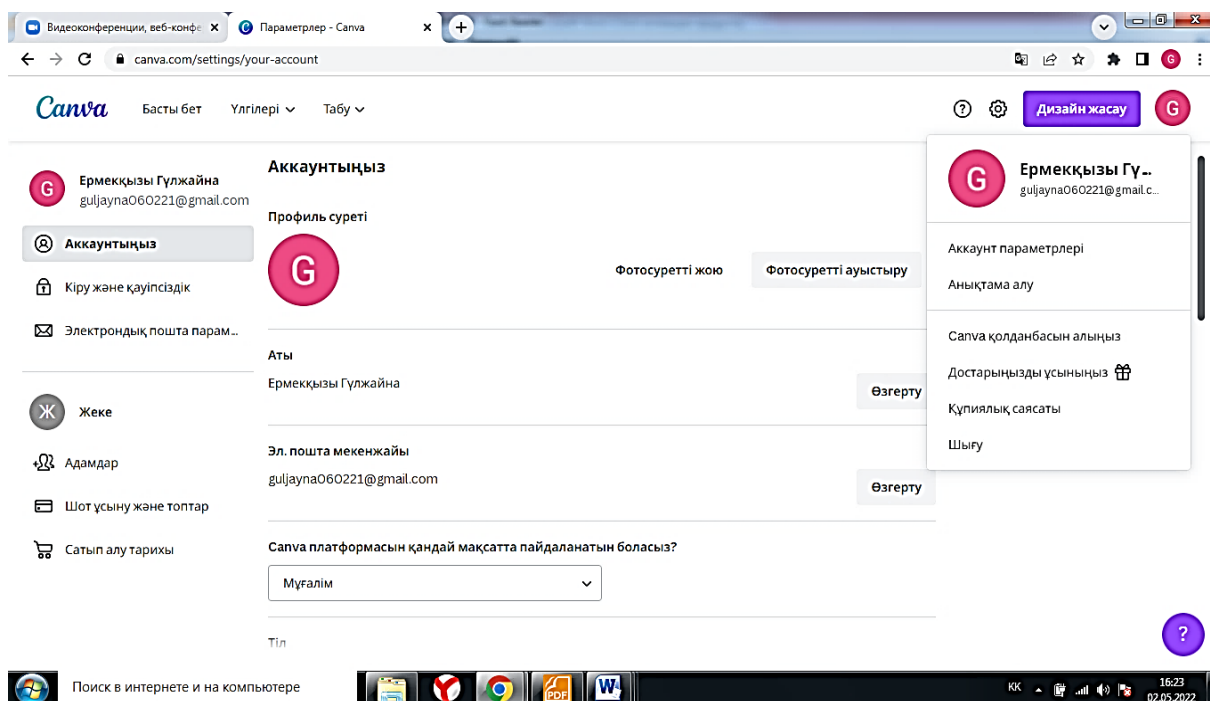 Видеоконференции, веб-конфе
Параметрлер - Canva
canva.com/settings/your-account
G
Canva
Басты бет
Үлгілері
Табу
Дизайн жасау
G
G
Ермекқызы Гүлжайна
guljayna060221@gmail.com
Аккаунтыңыз
Кіру және қауіпсіздік
Электрондық пошта парам...
Ж
Жеке
Адамдар
Шот ұсыну және топтар
Сатып алу тарихы
Аккаунтыңыз
Профиль суреті
G
Фотосуретті жою
Фотосуретті ауыстыру
Аты
Ермекқызы Гүлжайна
Өзгерту
Эл. пошта мекенжайы
guljayna060221@gmail.com
Өзгерту
Canva платформасын қандай мақсатта пайдаланатын боласыз?
Мұғалім
Тіл
G
Ермекқызы Гү...
guljayna060221@gmail.c...
Аккаунт параметрлері
Анықтама алу
Canva қолданбасын алыңыз
Достарыңызды ұсыныңыз
Құпиялық саясаты
Шығу
?
Поиск в интернете и на компьютере
PDF
W
KK
16:23
02.05.2022